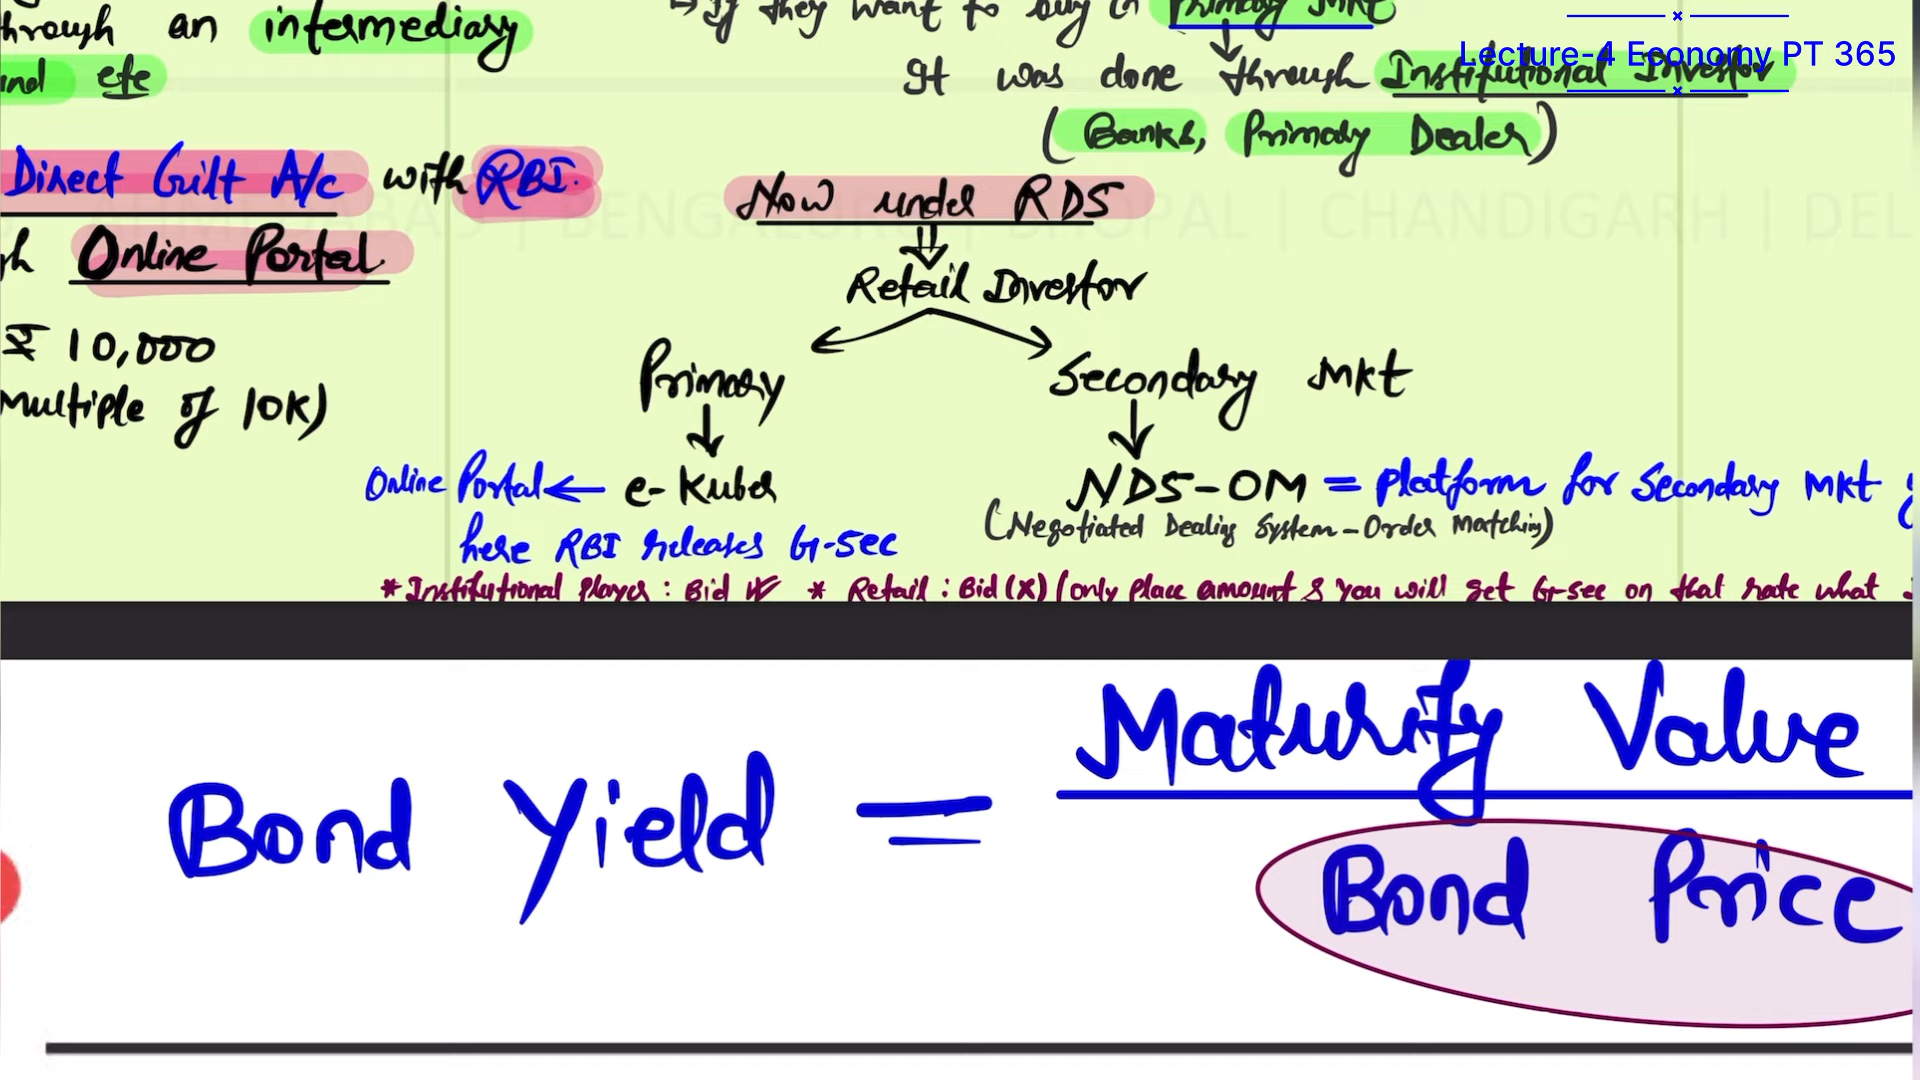 through an intermediary
and etc
Direct Gilt A/c with RBI.
Online Portal
₹ 10,000
Multiple of 10K)
→ If they want to buy in Primary Mkt
It was done through Institutional Investor
(Banks, Primary Dealer)
Lecture-4 Economy PT 365
BENGALURU | BHOPAL | CHANDIGARH | DEL
Now under RDS
Retail Investor
Primary
Secondary Mkt
Online Portal ← e-Kuber
here RBI releases G-Sec
NDS-OM = platform for Secondary Mkt
(Negotiated Dealing System-Order Matching)
*Institutional Player : Bid * Retail : Bid (X) (only place amount & you will get G-sec on that rate what
Bond Yield = Maturity Value
Bond Price